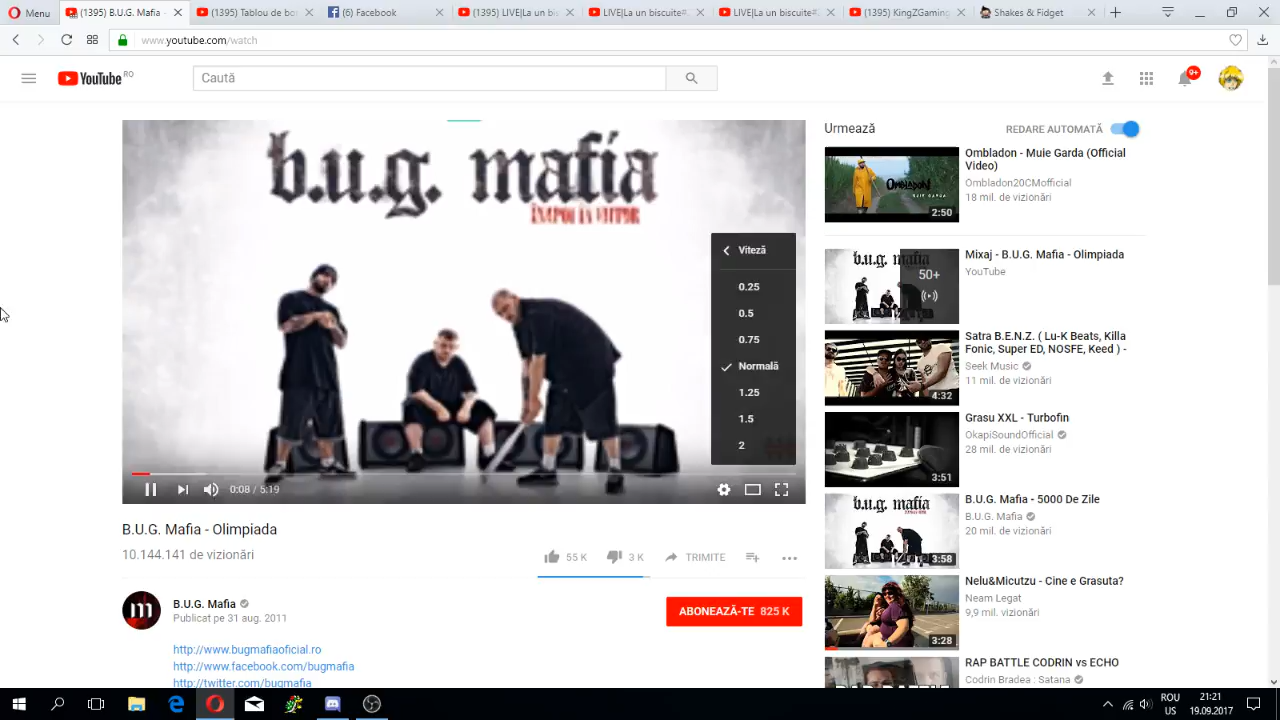 Menu
(1395) B.U.G. Mafia -
(1395) Tablou de bor
(6) Facebook
(1395) LIVE|La un bis
LIVE|La un biscuite#
LIVE|La un biscuite#
(1395) KingZGaming
Shakes & Fidget
www.youtube.com/watch
YouTube RO
Caută
9+
b.u.g. mafia
ÎNAPOI ÎN VIITOR
Viteză
0.25
0.5
0.75
Normală
1.25
1.5
2
0:08 / 5:19
B.U.G. Mafia - Olimpiada
10.144.141 de vizionări
55 K
3 K
TRIMITE
B.U.G. Mafia
Publicat pe 31 aug. 2011
ABONEAZĂ-TE 825 K
http://www.bugmafiaoficial.ro
http://www.facebook.com/bugmafia
http://twitter.com/bugmafia
Urmează
REDARE AUTOMATĂ
Ombladon - Muie Garda (Official
Video)
Ombladon20CMofficial
18 mil. de vizionări
OMBLADON
2:50
Mixaj - B.U.G. Mafia - Olimpiada
YouTube
b.u.g. mafia
50+
Satra B.E.N.Z. ( Lu-K Beats, Killa
Fonic, Super ED, NOSFE, Keed ) -
Seek Music
11 mil. de vizionări
4:32
Grasu XXL - Turbofin
OkapiSoundOfficial
28 mil. de vizionări
3:51
B.U.G. Mafia - 5000 De Zile
B.U.G. Mafia
20 mil. de vizionări
b.u.g. mafia
3:58
Nelu&Micutzu - Cine e Grasuta?
Neam Legat
9,9 mil. de vizionări
3:28
RAP BATTLE CODRIN vs ECHO
Codrin Bradea : Satana
ROU
US
21:21
19.09.2017